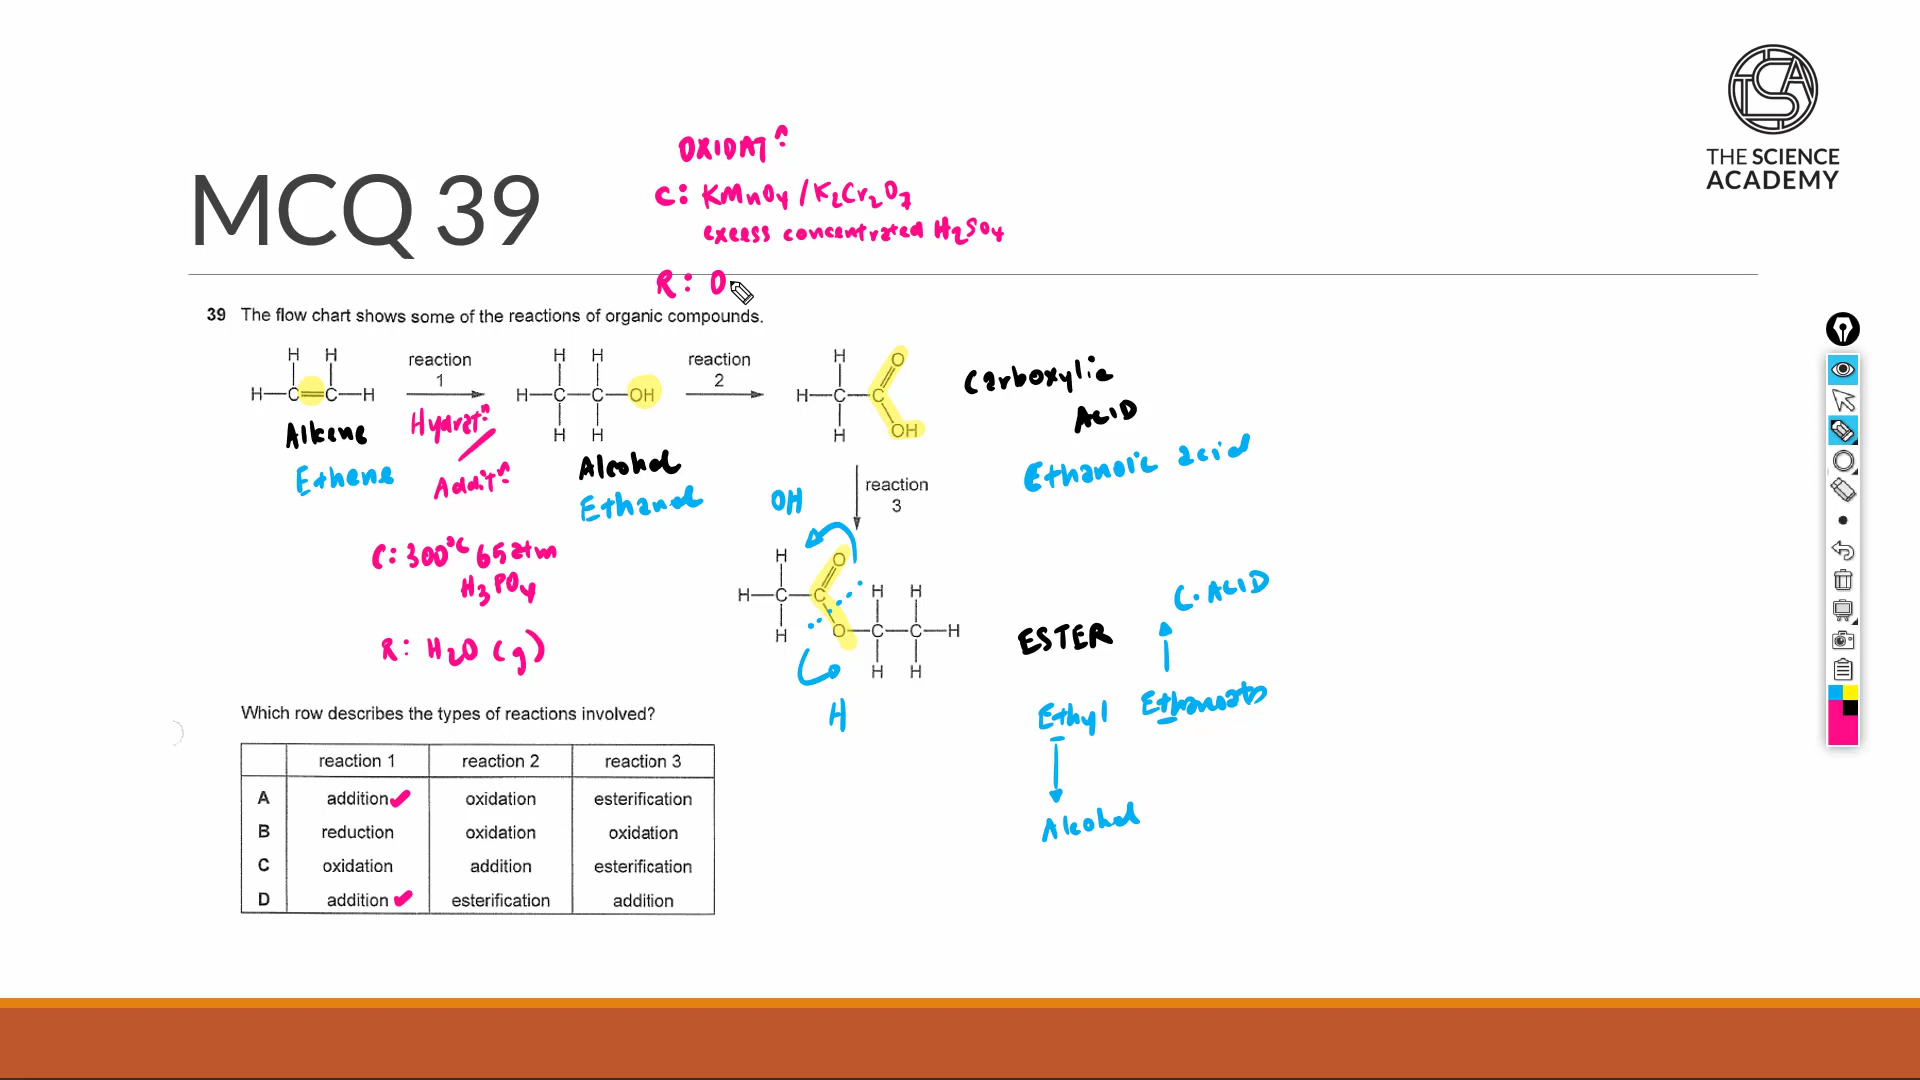 THE SCIENCE
ACADEMY
MCQ 39
OXIDATⁿ
C: KMnO4 / K2Cr2O7
excess concentrated H2SO4
R: O
39 The flow chart shows some of the reactions of organic compounds.
H H
H C C H
reaction
1
Hydratⁿ
Additⁿ
Alkene
Ethene
H H
H C C OH
H H
Alcohol
Ethanol
reaction
2
H O
H C C
H OH
Carboxylic
ACID
Ethanoic acid
C: 300°C 65atm
H3PO4
R: H2O (g)
reaction
3
OH
H O
H C C H H
H O C C H
H H
H
ESTER
C. ACID
Ethyl Ethanoate
Alcohol
Which row describes the types of reactions involved?
reaction 1 reaction 2 reaction 3
A addition oxidation esterification
B reduction oxidation oxidation
C oxidation addition esterification
D addition esterification addition